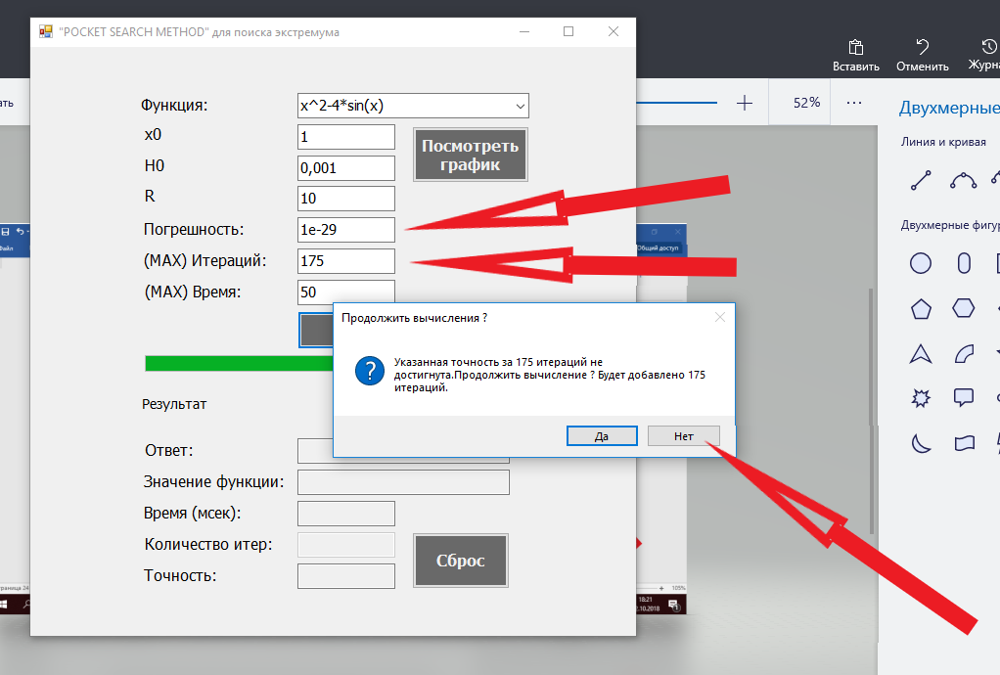 "POCKET SEARCH METHOD" для поиска экстремума
Вставить
Отменить
52%
Двухмерные
Функция:
x^2-4*sin(x)
Линия и кривая
x0
1
Посмотреть
график
H0
0,001
R
10
Погрешность:
1e-29
Двухмерные
(MAX) Итераций:
175
Файл
Общий доступ
(MAX) Время:
50
Продолжить вычисления ?
Указанная точность за 175 итераций не
достигнута.Продолжить вычисление ? Будет добавлено 175
итераций.
Да
Нет
Результат
Ответ:
Значение функции:
Время (мсек):
Количество итер:
Точность:
Сброс
105%
18:21